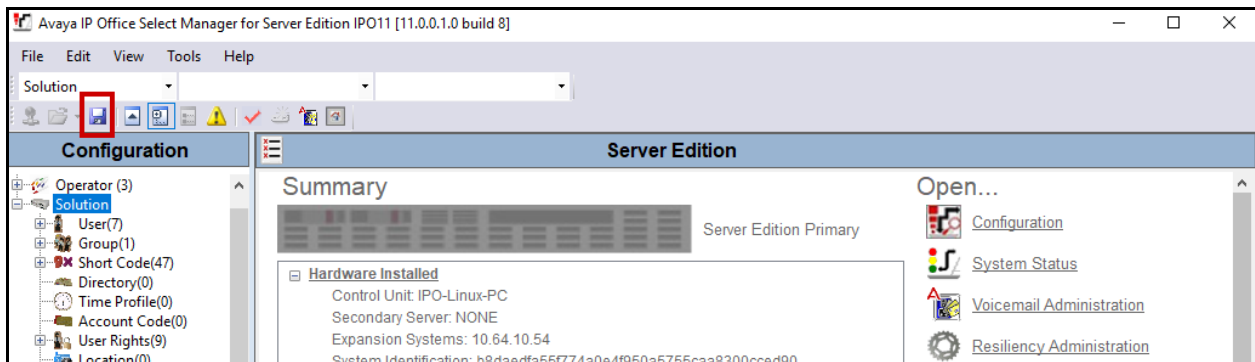 Avaya IP Office Select Manager for Server Edition IPO11 [11.0.0.1.0 build 8]
File Edit View Tools Help
Solution
Configuration
Server Edition
Operator (3)
Solution
User(7)
Group(1)
Short Code(47)
Directory(0)
Time Profile(0)
Account Code(0)
User Rights(9)
Location(0)
Summary
Server Edition Primary
Hardware Installed
Control Unit: IPO-Linux-PC
Secondary Server: NONE
Expansion Systems: 10.64.10.54
System Identification:
Open...
Configuration
System Status
Voicemail Administration
Resiliency Administration